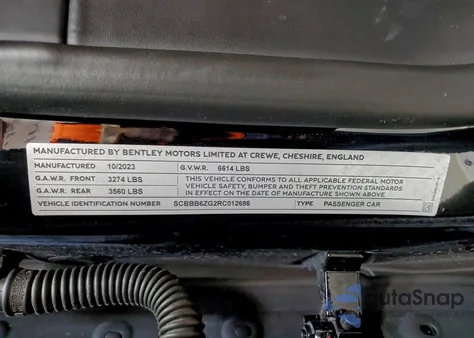 MANUFACTURED BY BENTLEY MOTORS LIMITED AT CREWE, CHESHIRE, ENGLAND
MANUFACTURED 10/2023 G.V.W.R. 6614 LBS
G.A.W.R. FRONT 3274 LBS
G.A.W.R. REAR 3560 LBS
THIS VEHICLE CONFORMS TO ALL APPLICABLE FEDERAL MOTOR
VEHICLE SAFETY, BUMPER AND THEFT PREVENTION STANDARDS
IN EFFECT ON THE DATE OF MANUFACTURE SHOWN ABOVE.
VEHICLE IDENTIFICATION NUMBER SCBBB6ZG2RC012686 TYPE PASSENGER CAR
autaSnap